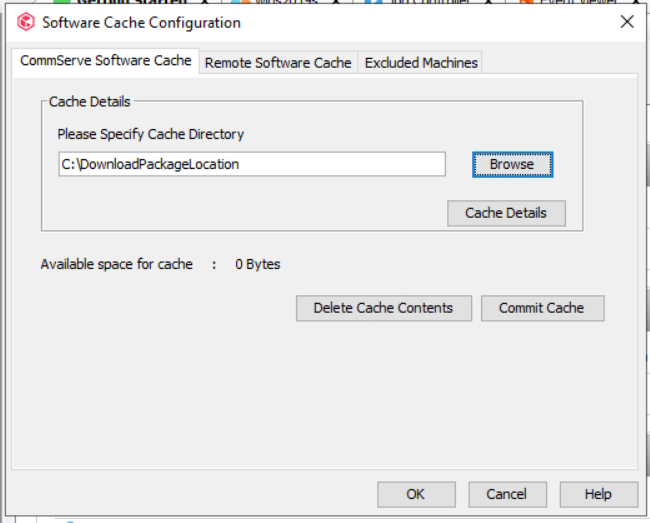 Software Cache Configuration
CommServe Software Cache
Remote Software Cache
Excluded Machines
Cache Details
Please Specify Cache Directory
C:\DownloadPackageLocation
Browse
Cache Details
Available space for cache : 0 Bytes
Delete Cache Contents
Commit Cache
OK
Cancel
Help